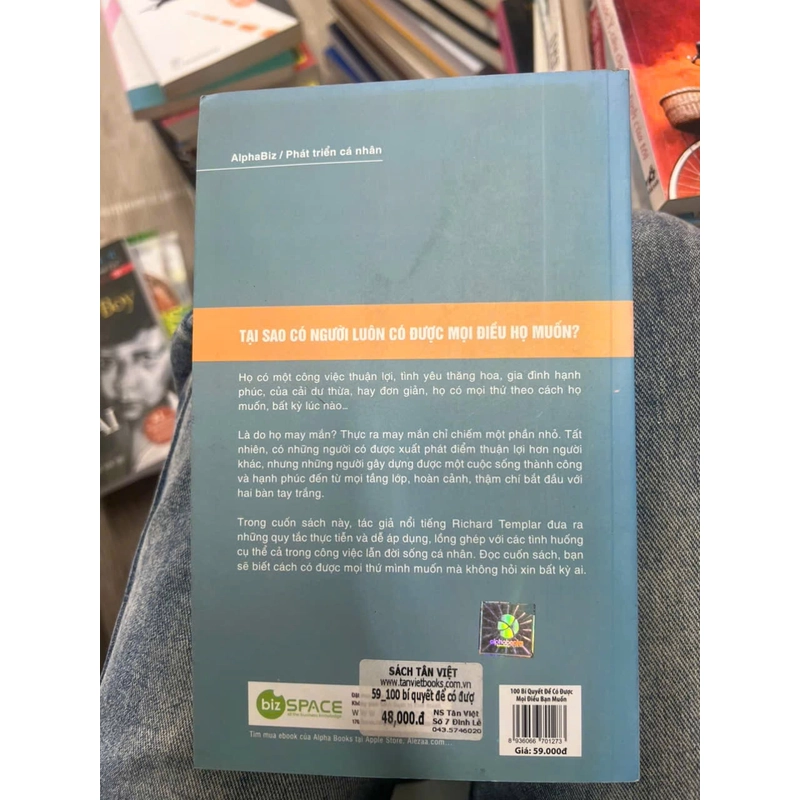 AlphaBiz / Phát triển cá nhân
TẠI SAO CÓ NGƯỜI LUÔN CÓ ĐƯỢC MỌI ĐIỀU HỌ MUỐN?
Họ có một công việc thuận lợi, tình yêu thăng hoa, gia đình hạnh
phúc, của cải dư thừa, hay đơn giản, họ có mọi thứ theo cách họ
muốn, bất kỳ lúc nào...
Là do họ may mắn? Thực ra may mắn chỉ chiếm một phần nhỏ. Tất
nhiên, có những người có được xuất phát điểm thuận lợi hơn người
khác, nhưng những người gây dựng được một cuộc sống thành công
và hạnh phúc đến từ mọi tầng lớp, hoàn cảnh, thậm chí bắt đầu với
hai bàn tay trắng.
Trong cuốn sách này, tác giả nổi tiếng Richard Templar đưa ra
những quy tắc thực tiễn và dễ áp dụng, lồng ghép với các tình huống
cụ thể cả trong công việc lẫn đời sống cá nhân. Đọc cuốn sách, bạn
sẽ biết cách có được mọi thứ mình muốn mà không hỏi xin bất kỳ ai.
alphabooks
SÁCH TÂN VIỆT
www.tanvietbooks.com.vn
59_100 bí quyết để có đượ
48,000.đ
NS Tân Việt
Số 7 Đinh Lễ
043.5746020
biz SPACE
Tìm mua ebook của Alpha Books tại Apple Store, Alezaa.com....
100 Bí Quyết Để Có Được
Mọi Điều Bạn Muốn
8 936066 701273
Giá: 59.000đ
Boy